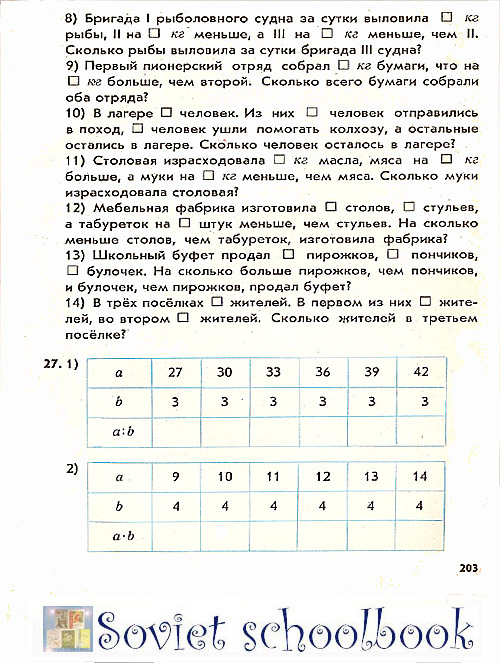 8) Бригада I рыболовного судна за сутки выловила □ кг
рыбы, II на □ кг меньше, а III на □ кг меньше, чем II.
Сколько рыбы выловила за сутки бригада III судна?
9) Первый пионерский отряд собрал □ кг бумаги, что на
□ кг больше, чем второй. Сколько всего бумаги собрали
оба отряда?
10) В лагере □ человек. Из них □ человек отправились
в поход, □ человек ушли помогать колхозу, а остальные
остались в лагере. Сколько человек осталось в лагере?
11) Столовая израсходовала □ кг масла, мяса на □ кг
больше, а муки на □ кг меньше, чем мяса. Сколько муки
израсходовала столовая?
12) Мебельная фабрика изготовила □ столов, □ стульев,
а табуреток на □ штук меньше, чем стульев. На сколько
меньше столов, чем табуреток, изготовила фабрика?
13) Школьный буфет продал □ пирожков, □ пончиков,
□ булочек. На сколько больше пирожков, чем пончиков,
и булочек, чем пирожков, продал буфет?
14) В трёх посёлках □ жителей. В первом из них □ жите-
лей, во втором □ жителей. Сколько жителей в третьем
посёлке?
27. 1)
a 27 30 33 36 39 42
b 3 3 3 3 3 3
a:b
2)
a 9 10 11 12 13 14
b 4 4 4 4 4 4
a·b
203
Soviet schoolbook